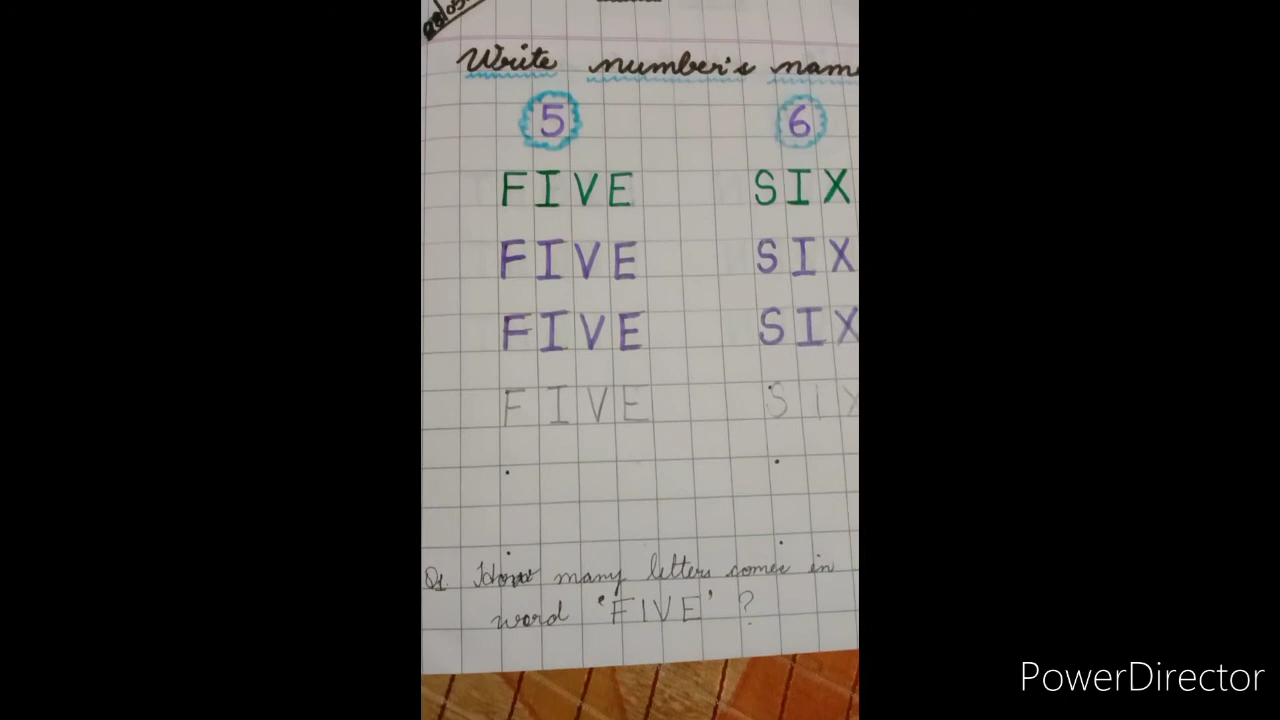 Write number's nam
5 6
FIVE SIX
FIVE SIX
FIVE SIX
FIVE SIX
Q1. How many letters comes in
word 'FIVE' ?
PowerDirector